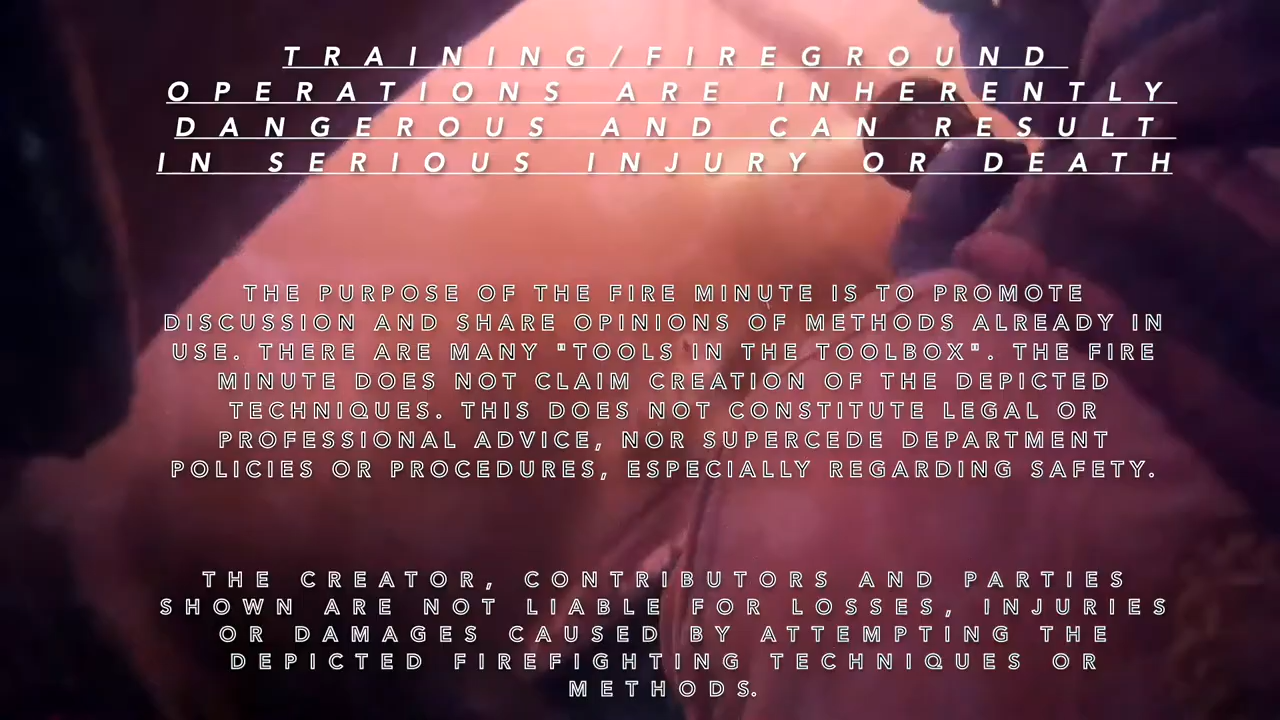 TRAINING/FIREGROUND
OPERATIONS ARE INHERENTLY
DANGEROUS AND CAN RESULT
IN SERIOUS INJURY OR DEATH
THE PURPOSE OF THE FIRE MINUTE IS TO PROMOTE
DISCUSSION AND SHARE OPINIONS OF METHODS ALREADY IN
USE. THERE ARE MANY "TOOLS IN THE TOOLBOX". THE FIRE
MINUTE DOES NOT CLAIM CREATION OF THE DEPICTED
TECHNIQUES. THIS DOES NOT CONSTITUTE LEGAL OR
PROFESSIONAL ADVICE, NOR SUPERCEDE DEPARTMENT
POLICIES OR PROCEDURES, ESPECIALLY REGARDING SAFETY.
THE CREATOR, CONTRIBUTORS AND PARTIES
SHOWN ARE NOT LIABLE FOR LOSSES, INJURIES
OR DAMAGES CAUSED BY ATTEMPTING THE
DEPICTED FIREFIGHTING TECHNIQUES OR
METHODS.